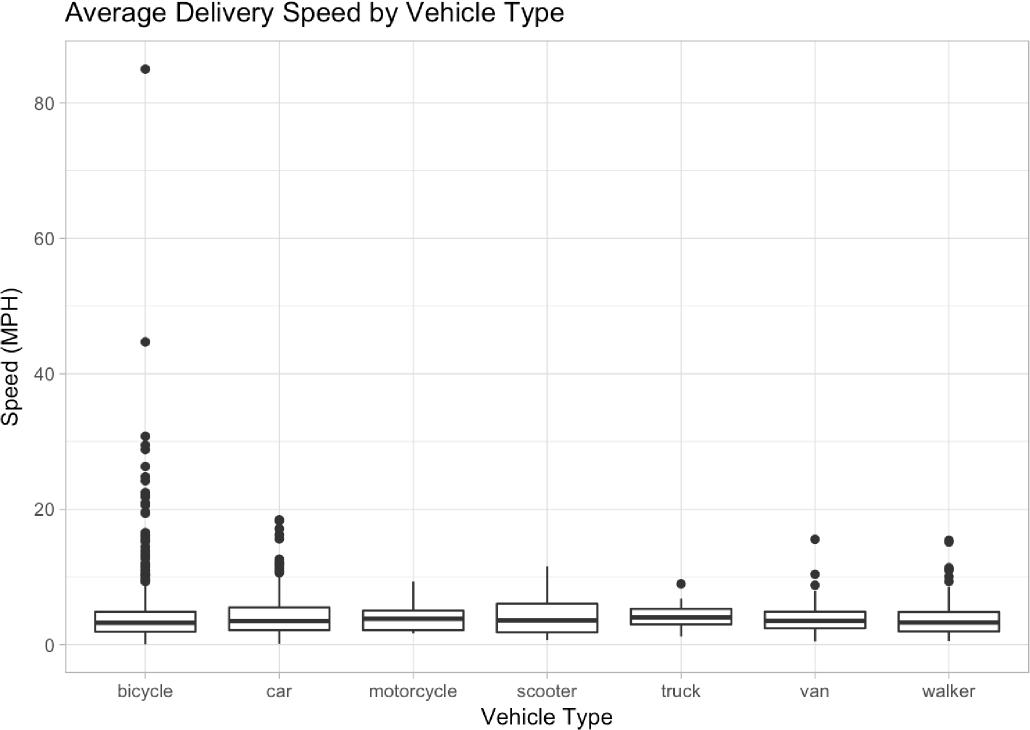 Average Delivery Speed by Vehicle Type
80
60
40
20
0
Speed (MPH)
bicycle car motorcycle scooter truck van walker
Vehicle Type